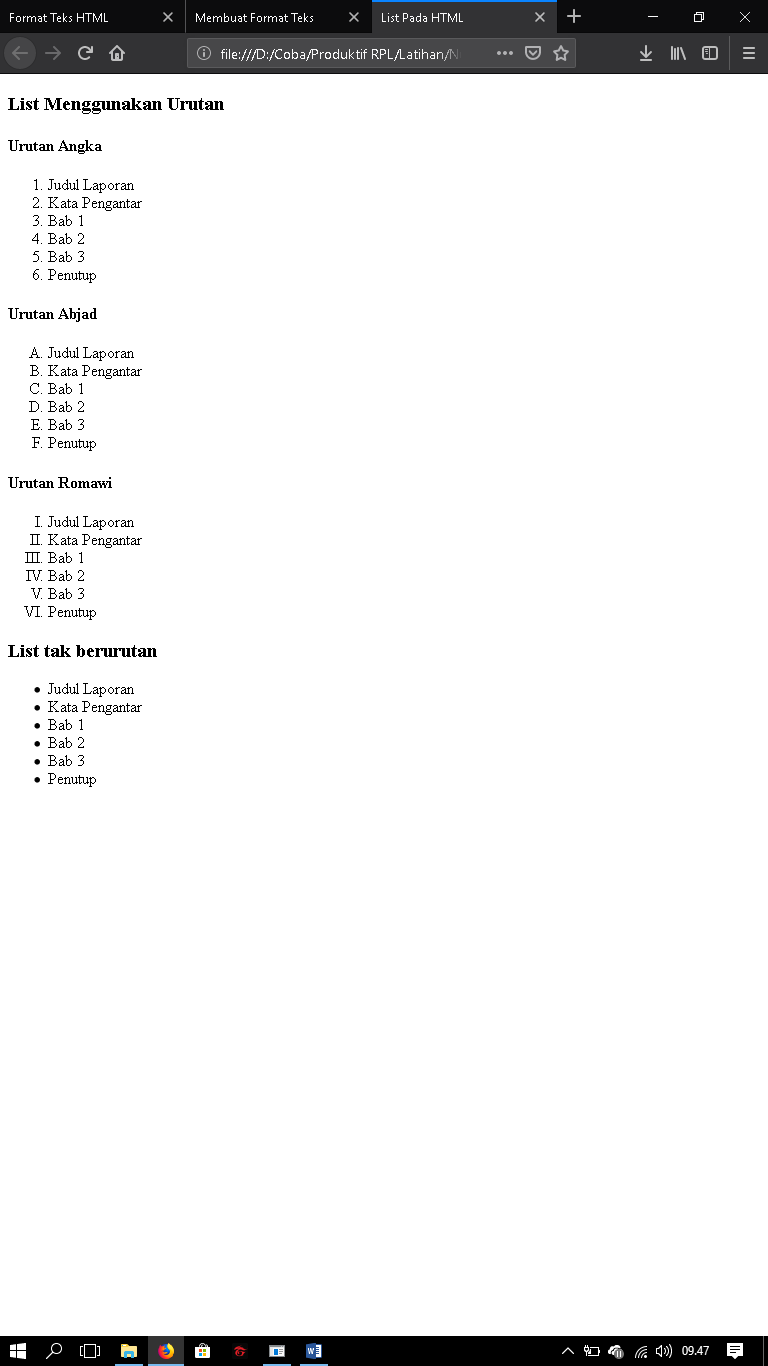 Format Teks HTML
Membuat Format Teks
List Pada HTML
file:///D:/Coba/Produktif RPL/Latihan/N
List Menggunakan Urutan
Urutan Angka
1. Judul Laporan
2. Kata Pengantar
3. Bab 1
4. Bab 2
5. Bab 3
6. Penutup
Urutan Abjad
A. Judul Laporan
B. Kata Pengantar
C. Bab 1
D. Bab 2
E. Bab 3
F. Penutup
Urutan Romawi
I. Judul Laporan
II. Kata Pengantar
III. Bab 1
IV. Bab 2
V. Bab 3
VI. Penutup
List tak berurutan
• Judul Laporan
• Kata Pengantar
• Bab 1
• Bab 2
• Bab 3
• Penutup
09.47